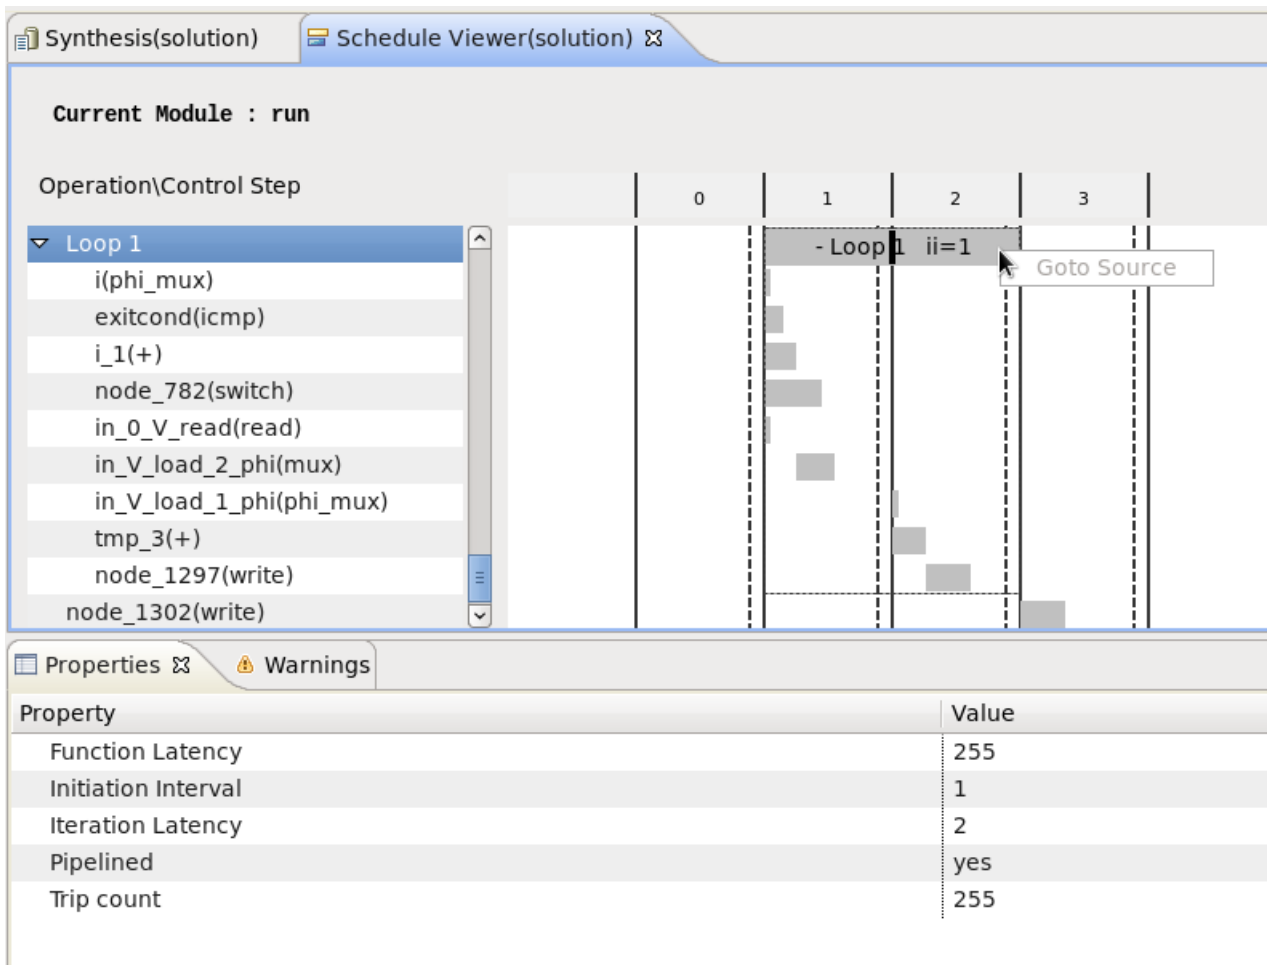 Synthesis(solution) Schedule Viewer(solution)
Current Module : run
Operation\Control Step 0 1 2 3
Loop 1 - Loop 1 ii=1
Goto Source
i(phi_mux)
exitcond(icmp)
i_1(+)
node_782(switch)
in_0_V_read(read)
in_V_load_2_phi(mux)
in_V_load_1_phi(phi_mux)
tmp_3(+)
node_1297(write)
node_1302(write)
Properties Warnings
Property Value
Function Latency 255
Initiation Interval 1
Iteration Latency 2
Pipelined yes
Trip count 255